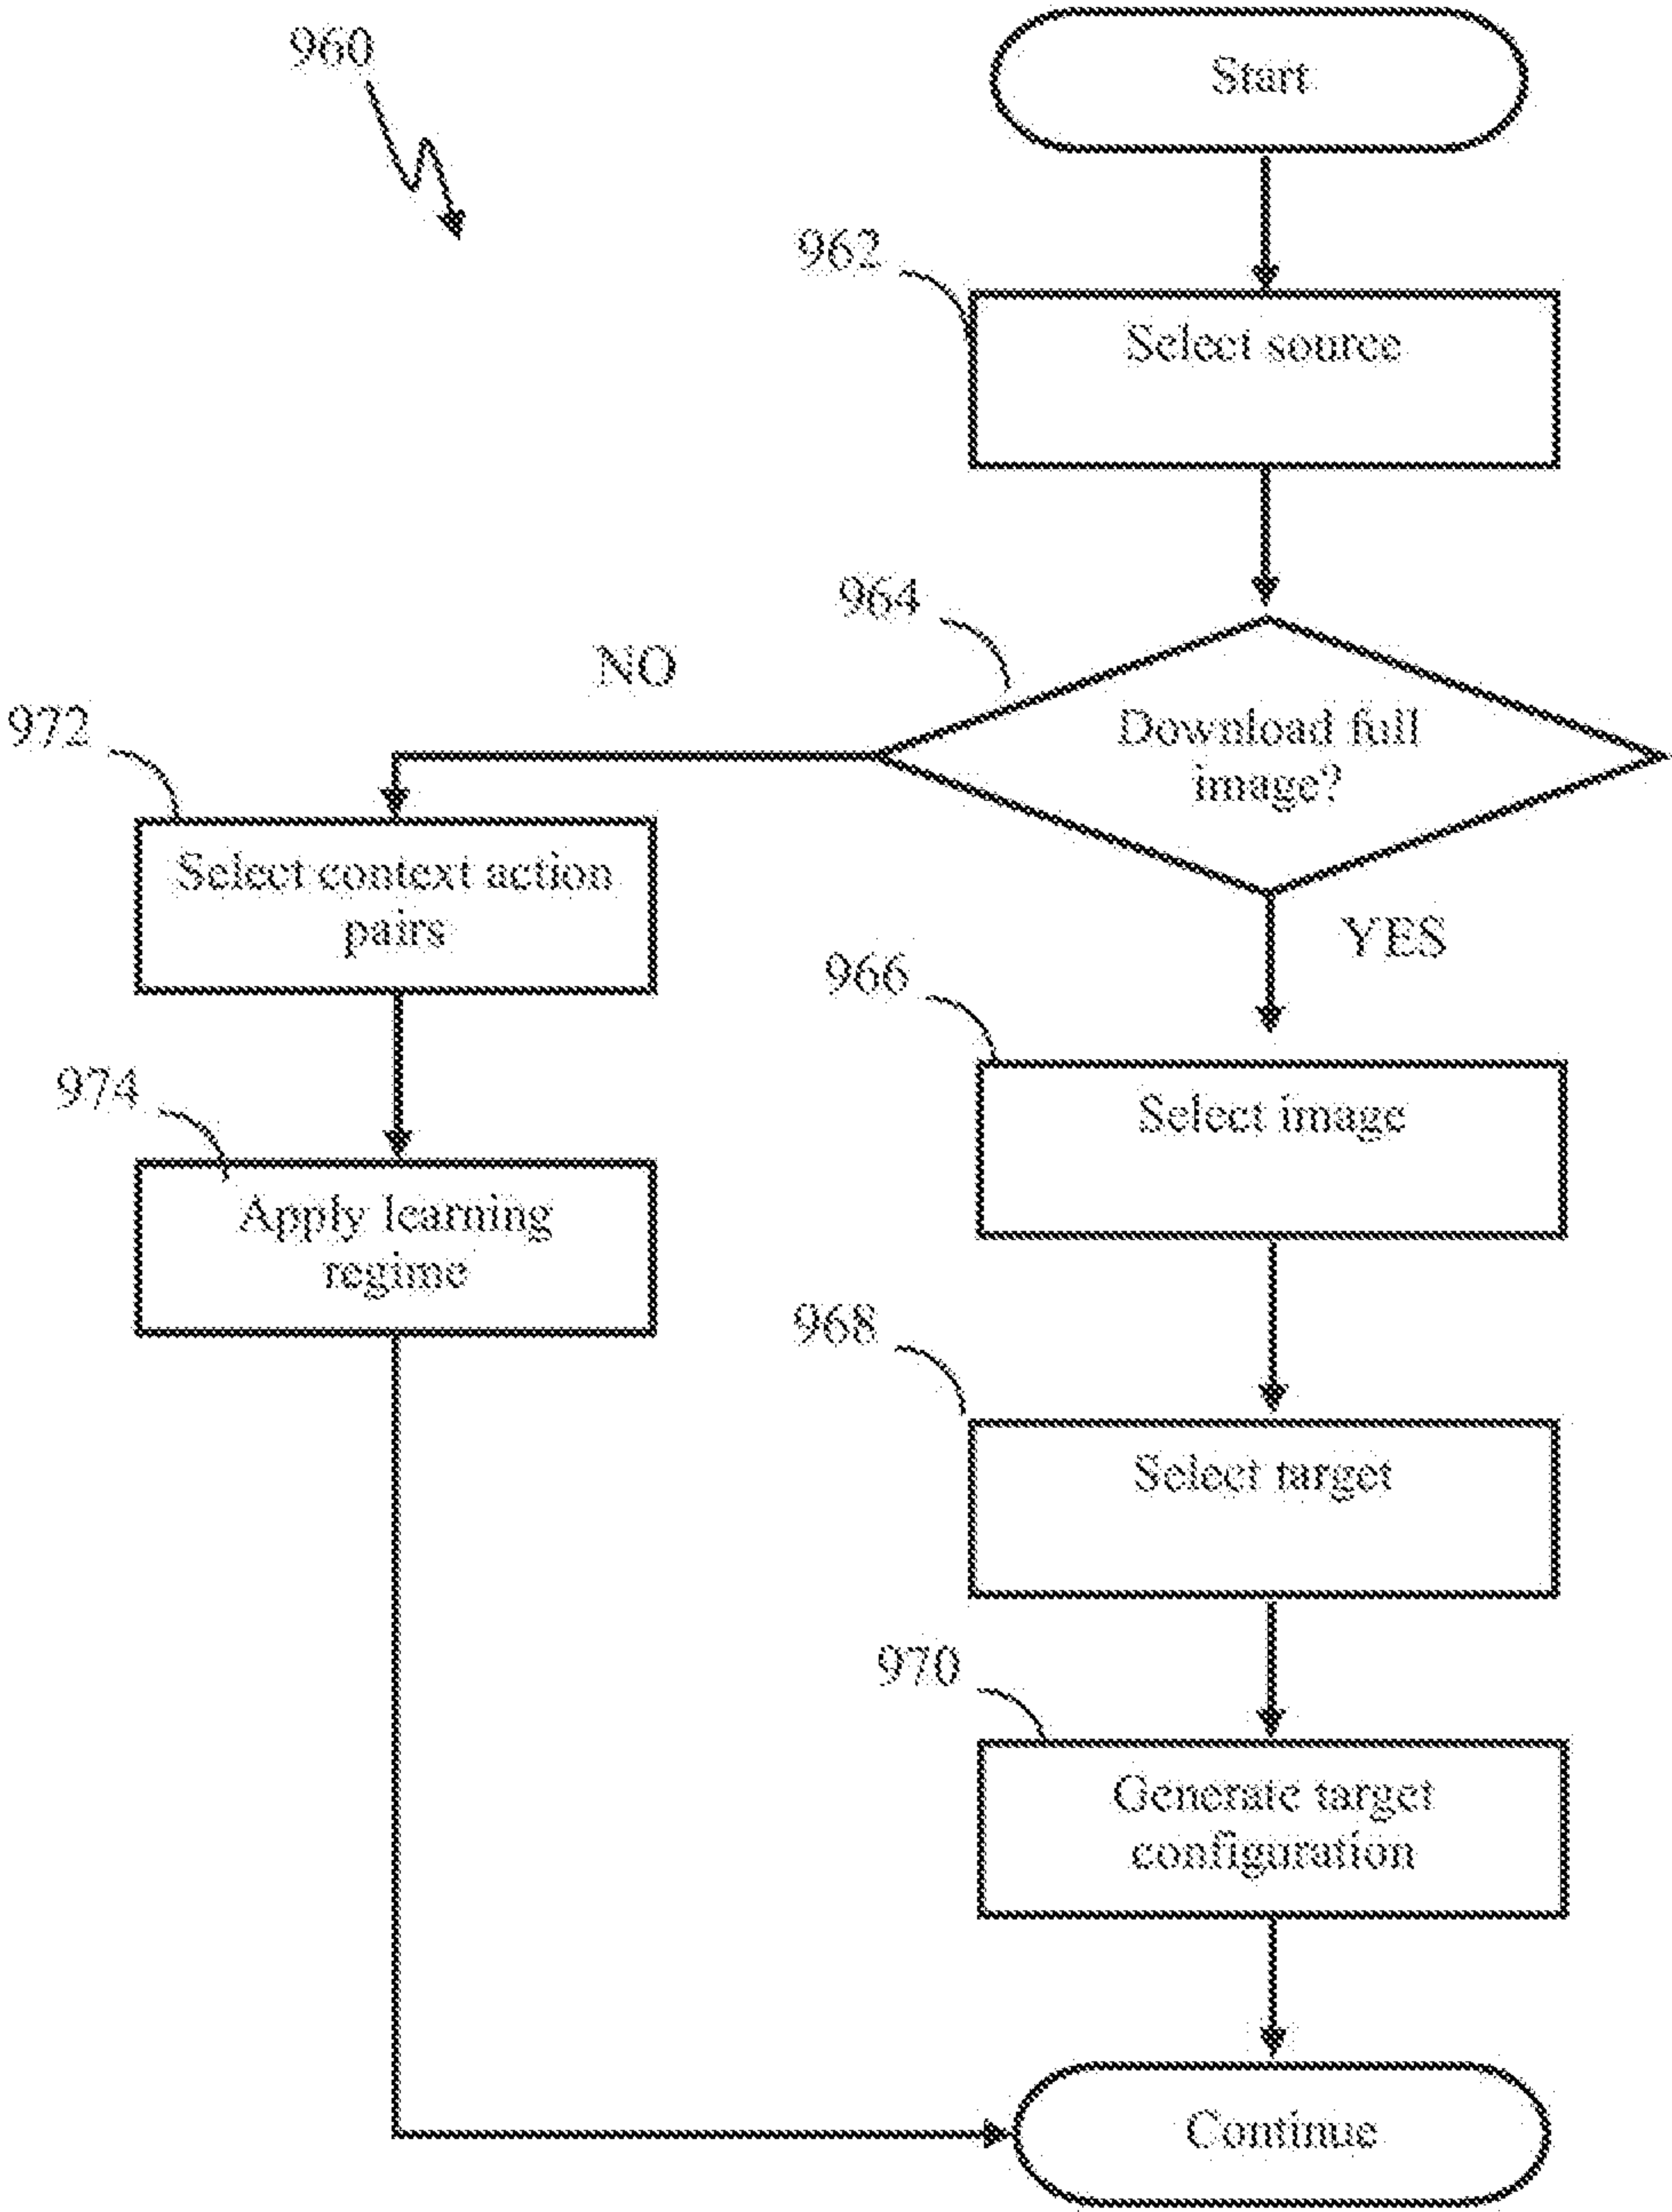 960
Start
962
Select source
964
NO
Download full
image?
972
Select context action
pairs
YES
966
Select image
974
Apply learning
regime
968
Select target
970
Generate target
configuration
Continue